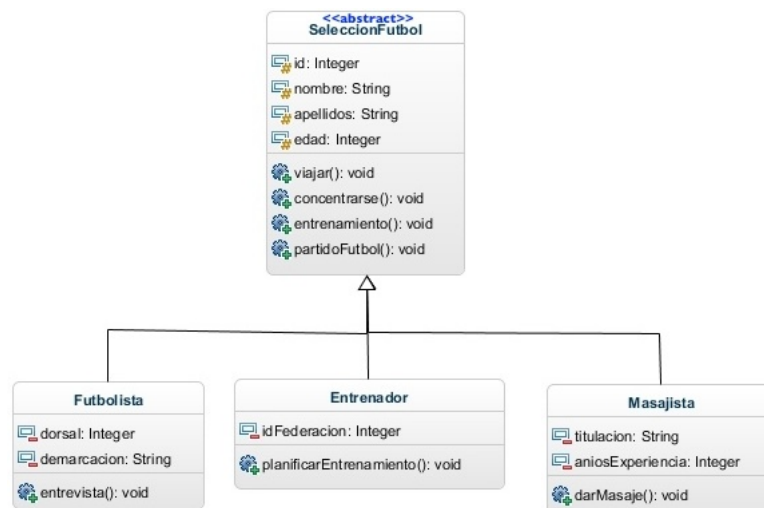 <<abstract>>
SeleccionFutbol
id: Integer
nombre: String
apellidos: String
edad: Integer
viajar(): void
concentrarse(): void
entrenamiento(): void
partidoFutbol(): void
Futbolista
dorsal: Integer
demarcacion: String
entrevista(): void
Entrenador
idFederacion: Integer
planificarEntrenamiento(): void
Masajista
titulacion: String
aniosExperiencia: Integer
darMasaje(): void